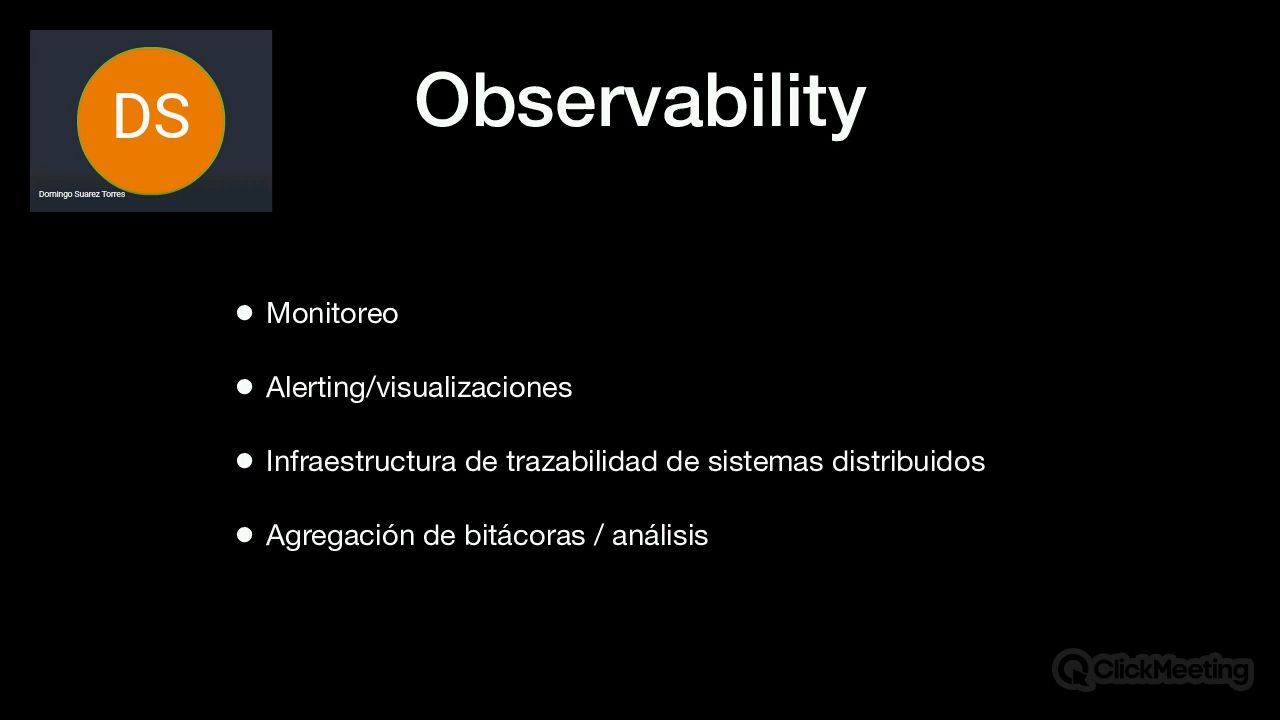 DS
Domingo Suarez Torres
Observability
Monitoreo
Alerting/visualizaciones
Infraestructura de trazabilidad de sistemas distribuidos
Agregación de bitácoras / análisis
ClickMeeting